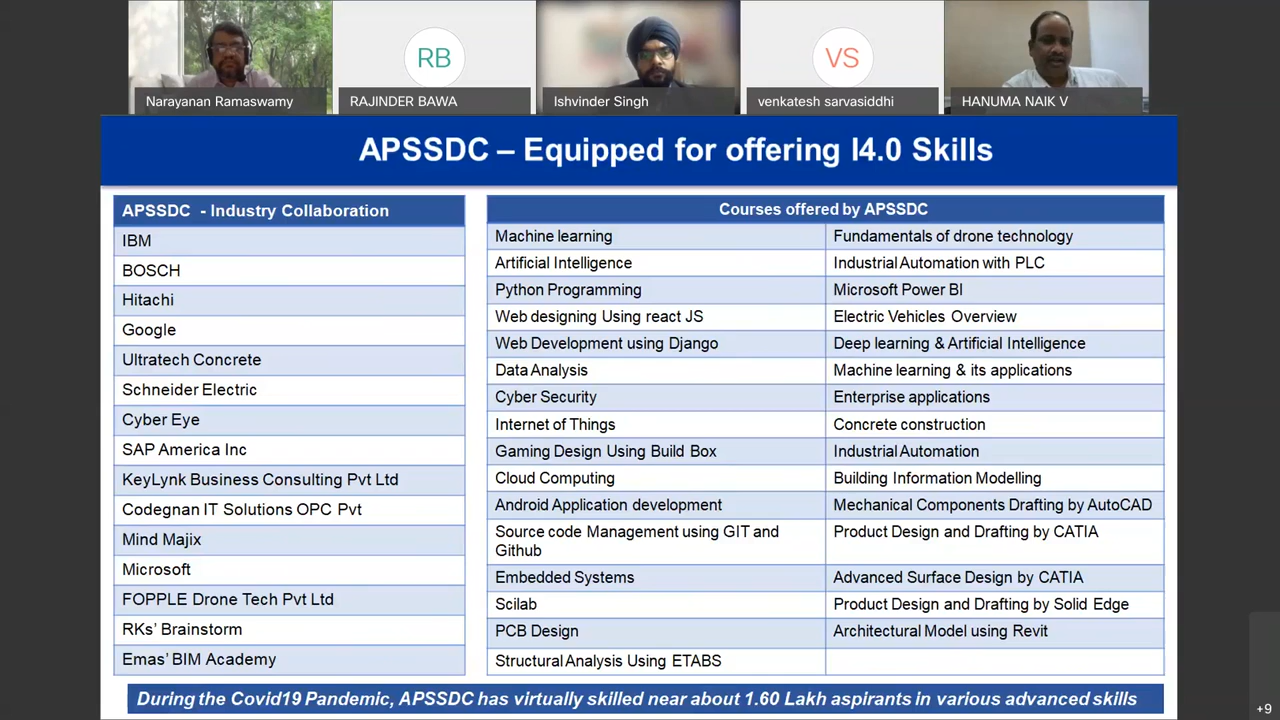 RB
VS
Narayanan Ramaswamy
RAJINDER BAWA
Ishvinder Singh
venkatesh sarvasiddhi
HANUMA NAIK V
APSSDC – Equipped for offering I4.0 Skills
APSSDC - Industry Collaboration
IBM
BOSCH
Hitachi
Google
Ultratech Concrete
Schneider Electric
Cyber Eye
SAP America Inc
KeyLynk Business Consulting Pvt Ltd
Codegnan IT Solutions OPC Pvt
Mind Majix
Microsoft
FOPPLE Drone Tech Pvt Ltd
RKs' Brainstorm
Emas' BIM Academy
Courses offered by APSSDC
Machine learning
Fundamentals of drone technology
Artificial Intelligence
Industrial Automation with PLC
Python Programming
Microsoft Power BI
Web designing Using react JS
Electric Vehicles Overview
Web Development using Django
Deep learning & Artificial Intelligence
Data Analysis
Machine learning & its applications
Cyber Security
Enterprise applications
Internet of Things
Concrete construction
Gaming Design Using Build Box
Industrial Automation
Cloud Computing
Building Information Modelling
Android Application development
Mechanical Components Drafting by AutoCAD
Source code Management using GIT and
Github
Product Design and Drafting by CATIA
Embedded Systems
Advanced Surface Design by CATIA
Scilab
Product Design and Drafting by Solid Edge
PCB Design
Architectural Model using Revit
Structural Analysis Using ETABS
During the Covid19 Pandemic, APSSDC has virtually skilled near about 1.60 Lakh aspirants in various advanced skills
+9